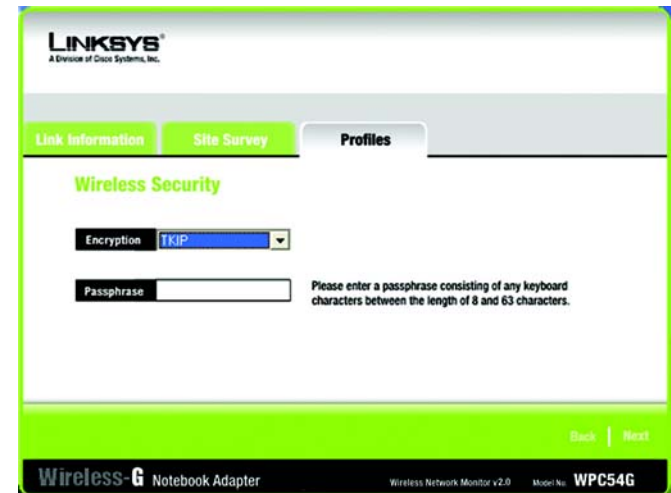 LINKSYS®
A Division of Cisco Systems, Inc.
Link Information Site Survey Profiles
Wireless Security
Encryption TKIP
Passphrase
Please enter a passphrase consisting of any keyboard
characters between the length of 8 and 63 characters.
Back | Next
Wireless-G Notebook Adapter Wireless Network Monitor v2.0 Model No. WPC54G